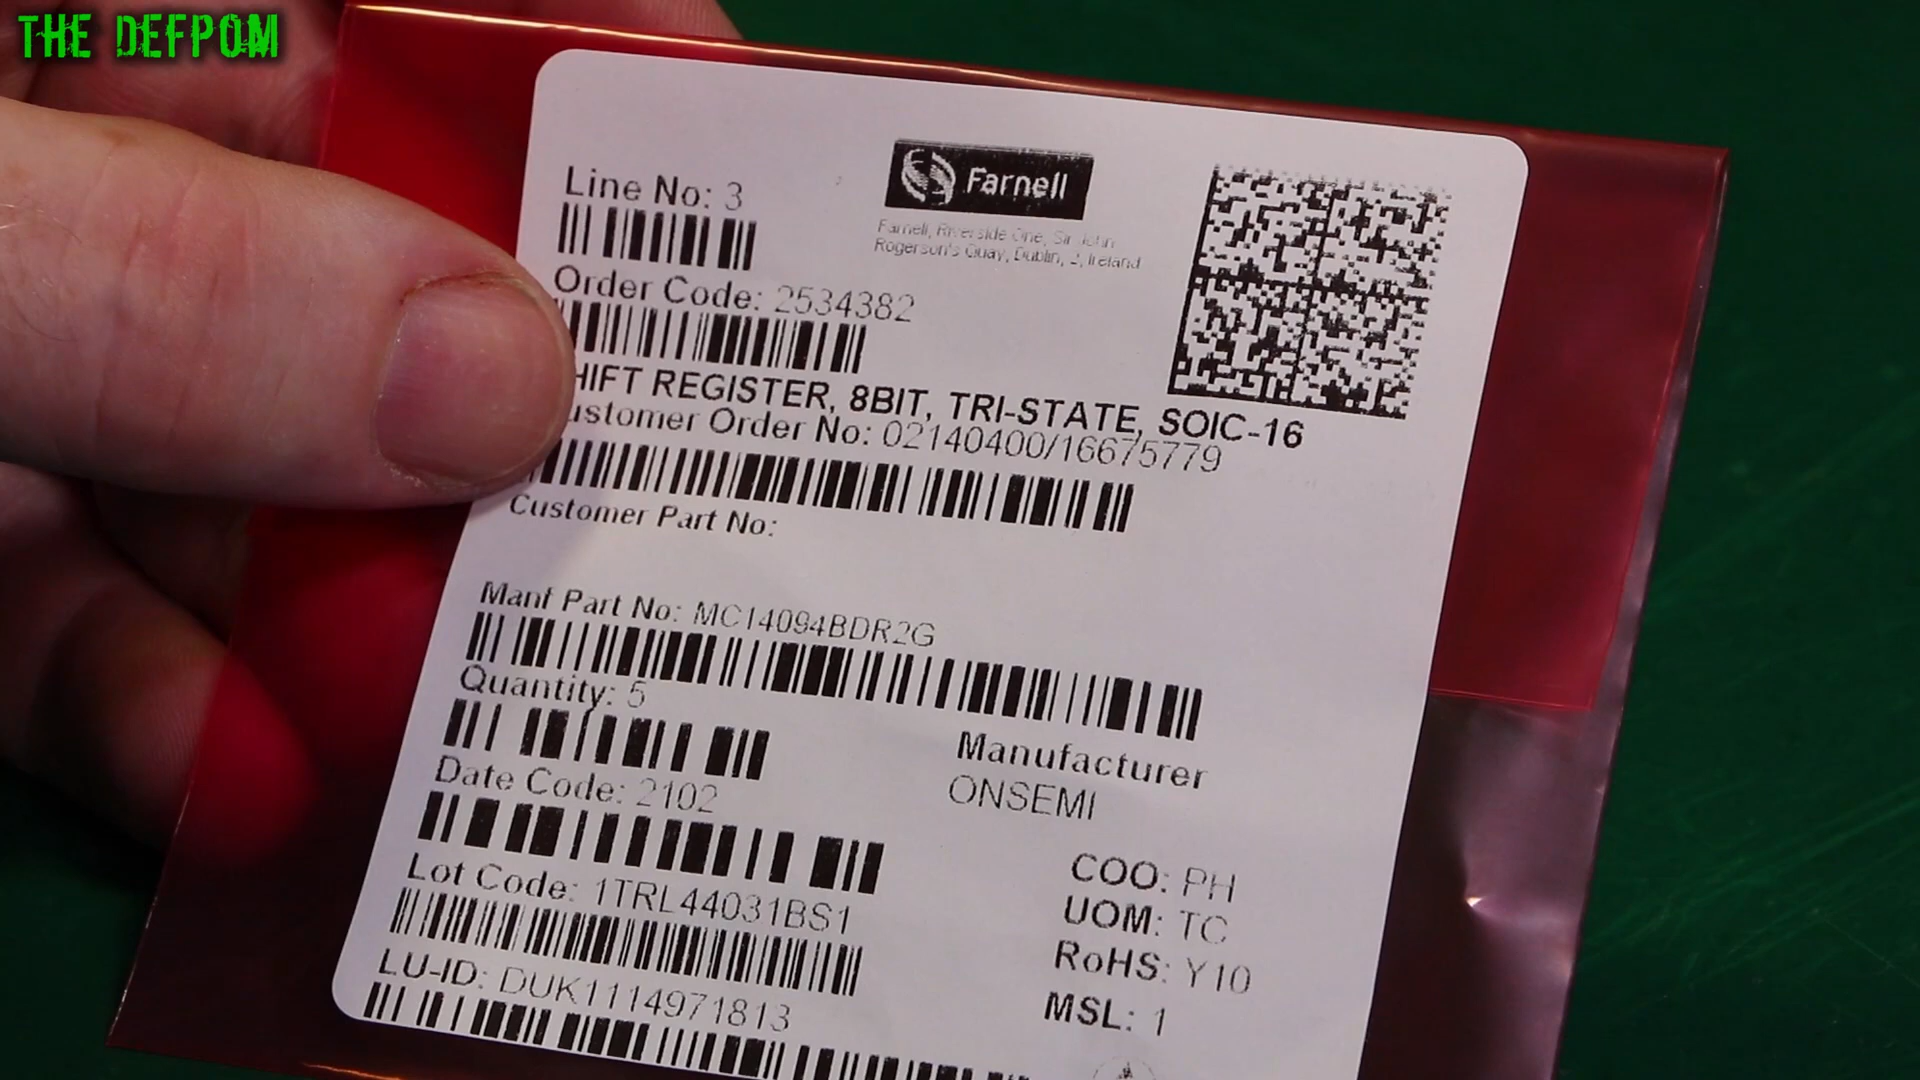 THE DEFPOM
Farnell
Farnell, Riverside One, Sir John
Rogerson's Quay, Dublin, 2, Ireland
Line No: 3
Order Code: 2534382
HIFT REGISTER, 8BIT, TRI-STATE, SOIC-16
ustomer Order No: 02140400/16675779
Customer Part No:
Manf Part No: MC14094BDR2G
Quantity: 5
Manufacturer
ONSEMI
Date Code: 2102
Lot Code: 1TRL44031BS1
LU-ID: DUK1114971813
COO: PH
UOM: TC
RoHS: Y10
MSL: 1